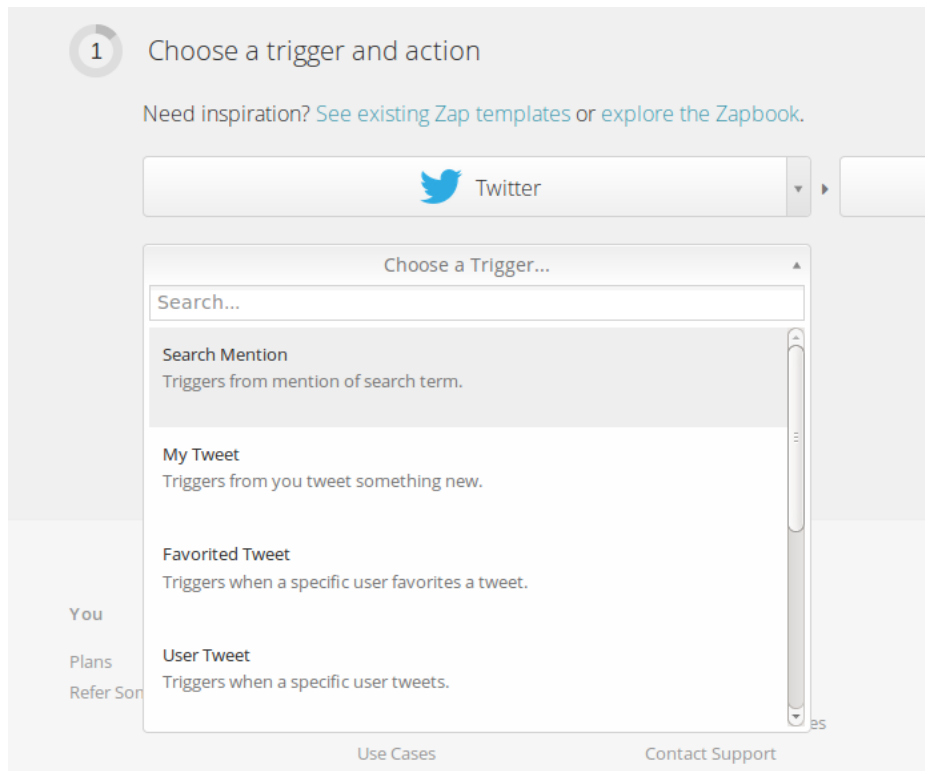 1 Choose a trigger and action
Need inspiration? See existing Zap templates or explore the Zapbook.
Twitter
Choose a Trigger...
Search...
Search Mention
Triggers from mention of search term.
My Tweet
Triggers from you tweet something new.
Favorited Tweet
Triggers when a specific user favorites a tweet.
User Tweet
Triggers when a specific user tweets.
You
Plans
Refer
Use Cases
Contact Support